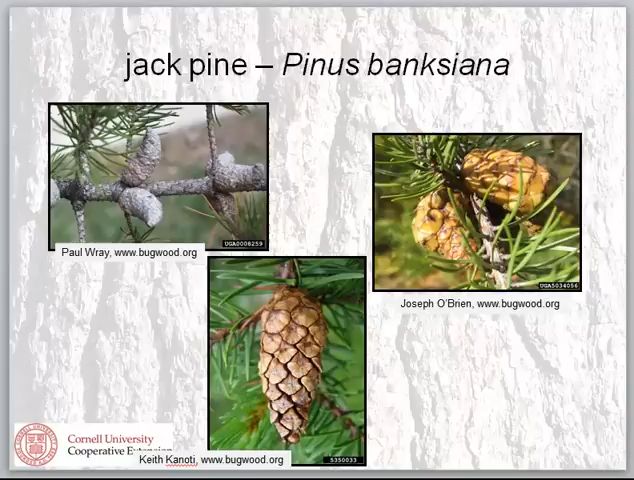 jack pine – Pinus banksiana
UGA0008259
Paul Wray, www.bugwood.org
UGA5034056
Joseph O'Brien, www.bugwood.org
5350033
Cornell University
Cooperative Extension
Keith Kanoti, www.bugwood.org